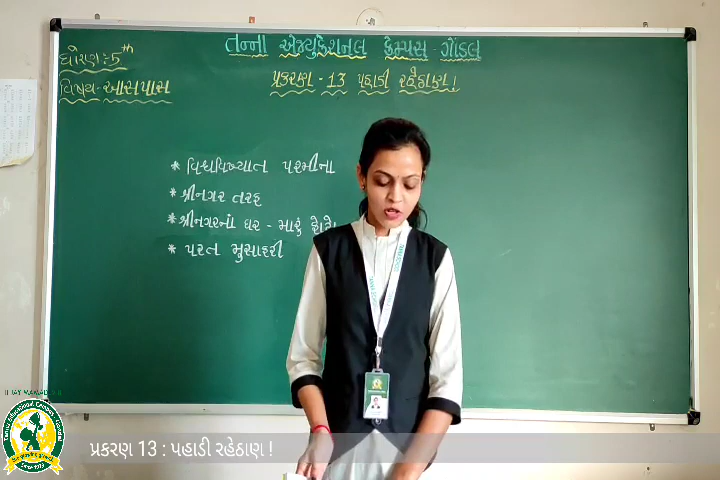 તન્ના એજ્યુકેશનલ કેમ્પસ - ગોંડલ
ધોરણ :- 5th
વિષય - આસપાસ
પ્રકરણ - 13 પહાડી રહેઠાણ !
* વિશ્વવિખ્યાત પશ્મીના
* શ્રીનગર તરફ
* શ્રીનગરનાં ઘર - મારું
* પરત મુસાફરી
પ્રકરણ 13 : પહાડી રહેઠાણ !